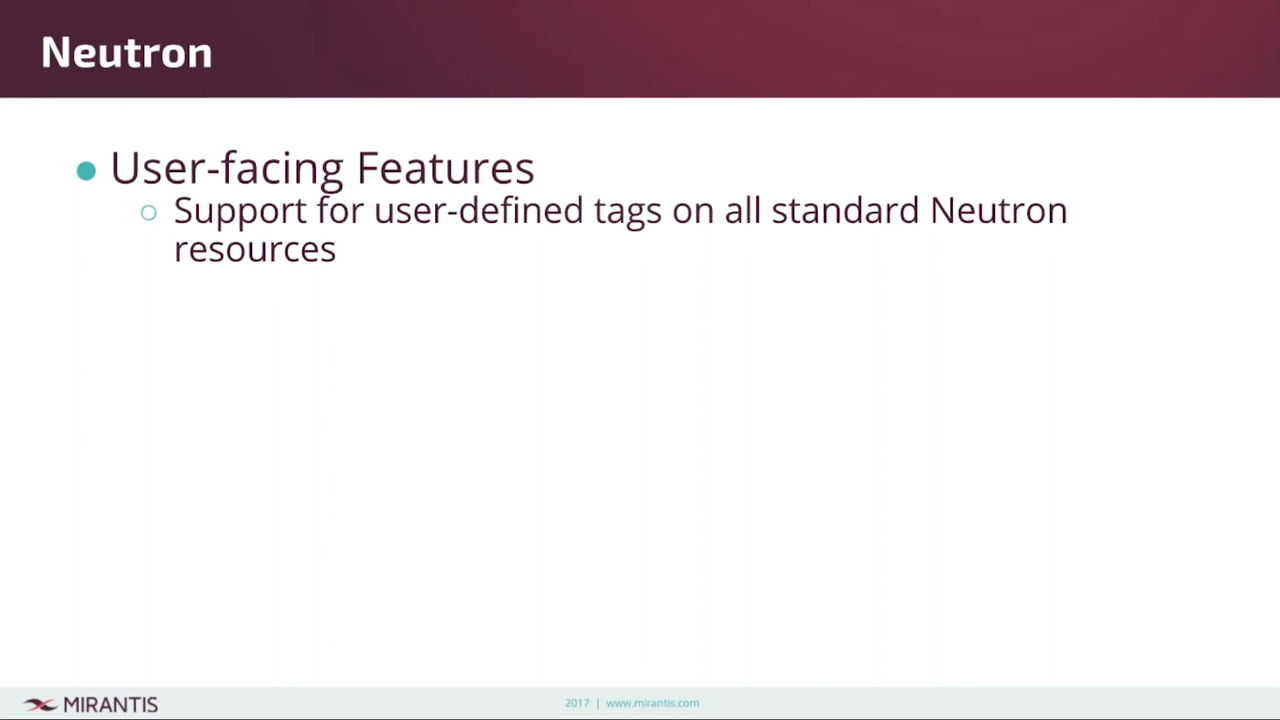 Neutron
● User-facing Features
○ Support for user-defined tags on all standard Neutron
resources
MIRANTIS
2017 | www.mirantis.com